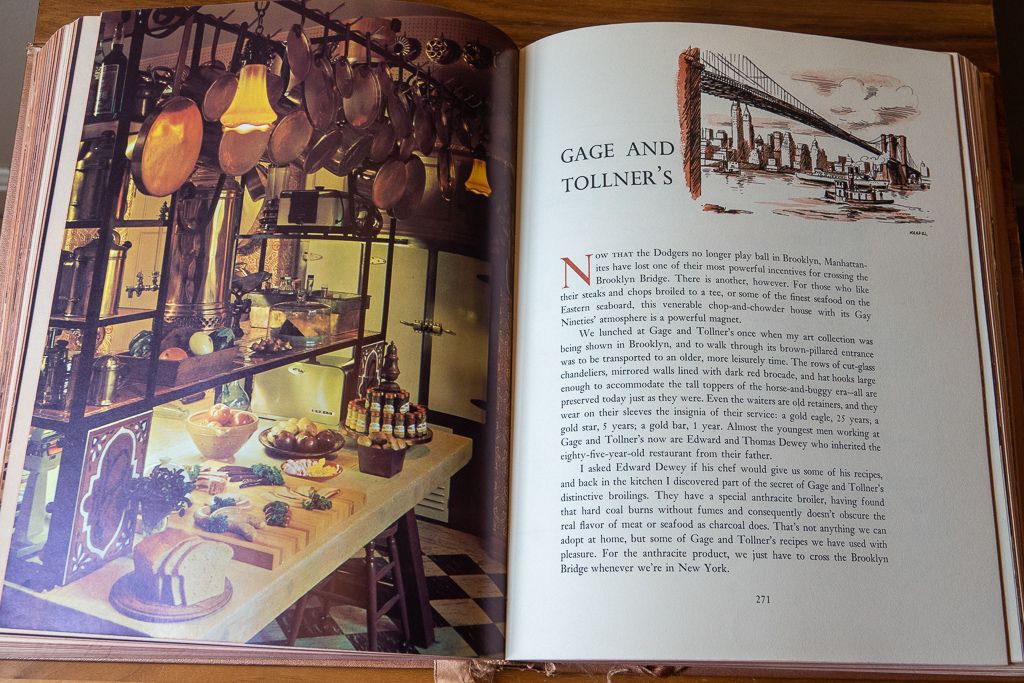 GAGE AND
TOLLNER'S
NOW THAT the Dodgers no longer play ball in Brooklyn, Manhattan-
ites have lost one of their most powerful incentives for crossing the
Brooklyn Bridge. There is another, however. For those who like
their steaks and chops broiled to a tee, or some of the finest seafood on the
Eastern seaboard, this venerable chop-and-chowder house with its Gay
Nineties' atmosphere is a powerful magnet.
We lunched at Gage and Tollner's once when my art collection was
being shown in Brooklyn, and to walk through its brown-pillared entrance
was to be transported to an older, more leisurely time. The rows of cut-glass
chandeliers, mirrored walls lined with dark red brocade, and hat hooks large
enough to accommodate the tall toppers of the horse-and-buggy era—all are
preserved today just as they were. Even the waiters are old retainers, and they
wear on their sleeves the insignia of their service: a gold eagle, 25 years; a
gold star, 5 years; a gold bar, 1 year. Almost the youngest men working at
Gage and Tollner's now are Edward and Thomas Dewey who inherited the
eighty-five-year-old restaurant from their father.
I asked Edward Dewey if his chef would give us some of his recipes,
and back in the kitchen I discovered part of the secret of Gage and Tollner's
distinctive broilings. They have a special anthracite broiler, having found
that hard coal burns without fumes and consequently doesn't obscure the
real flavor of meat or seafood as charcoal does. That's not anything we can
adopt at home, but some of Gage and Tollner's recipes we have used with
pleasure. For the anthracite product, we just have to cross the Brooklyn
Bridge whenever we're in New York.
271